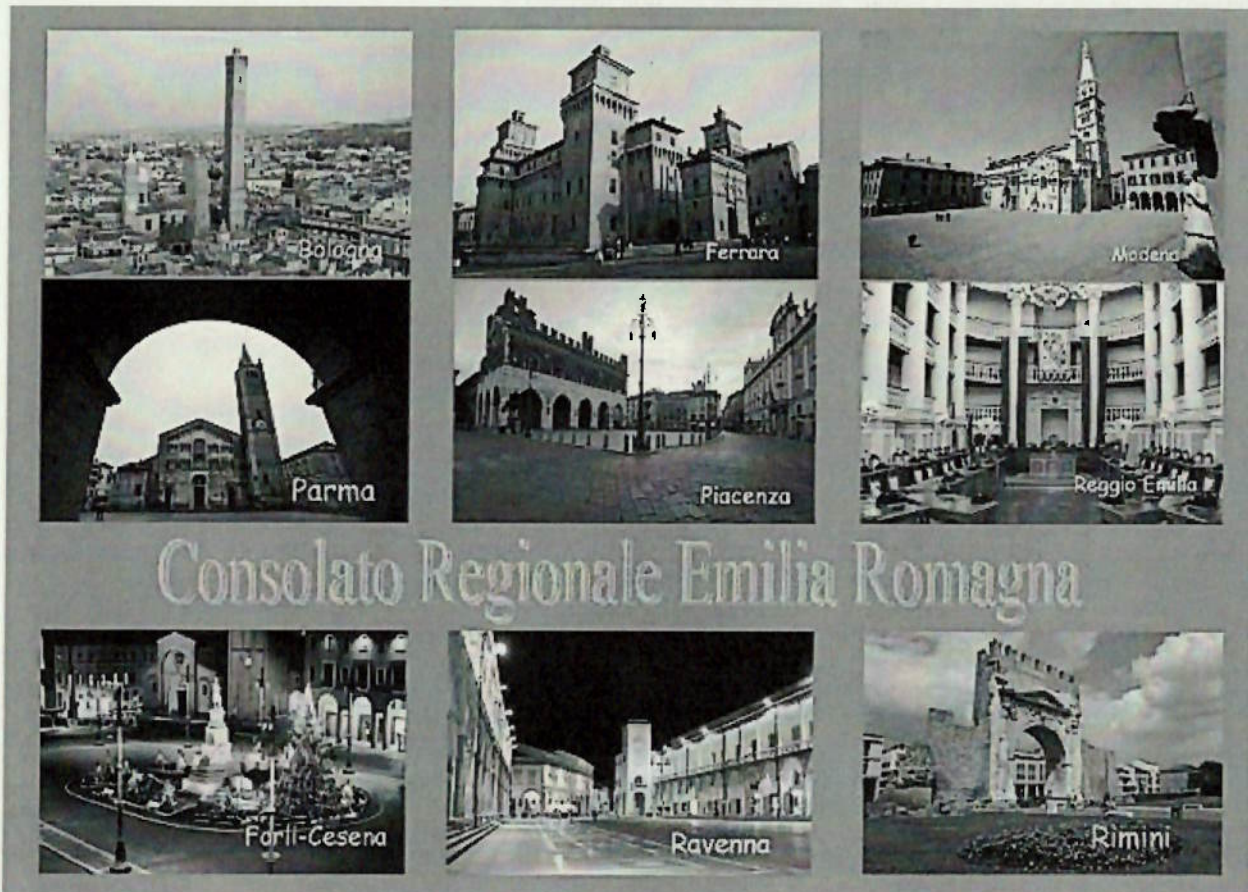 Bologna
Ferrara
Modena
Parma
Piacenza
Reggio Emilia
Consolato Regionale Emilia Romagna
Forlì-Cesena
Ravenna
Rimini